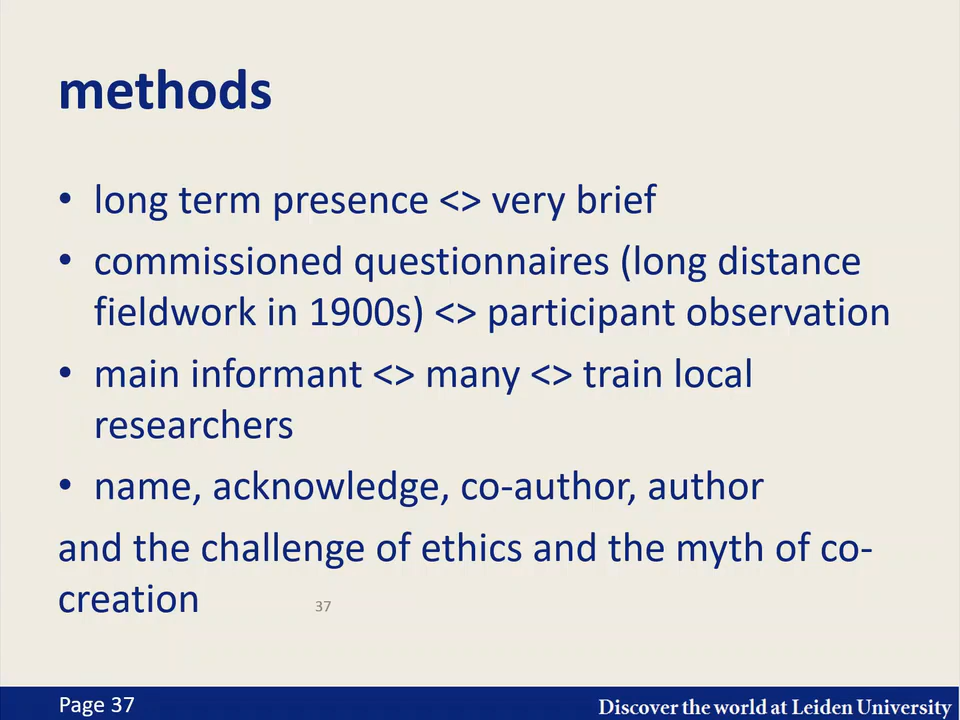 methods
• long term presence <> very brief
• commissioned questionnaires (long distance
fieldwork in 1900s) <> participant observation
• main informant <> many <> train local
researchers
• name, acknowledge, co-author, author
and the challenge of ethics and the myth of co-
creation
37
Page 37
Discover the world at Leiden University